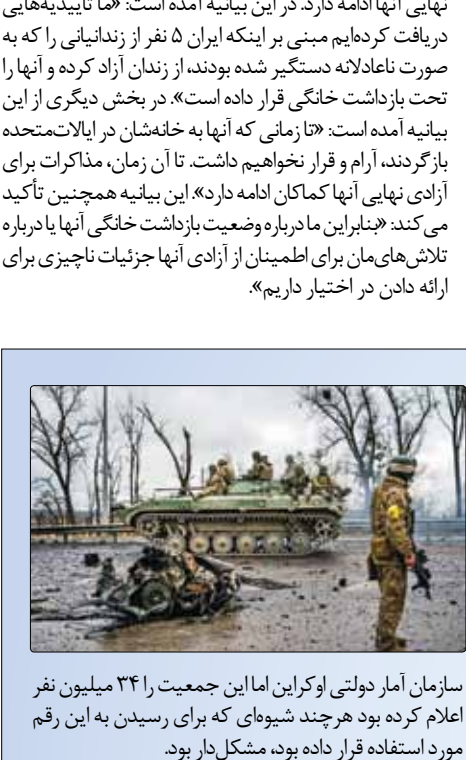 نهایی آنها ادامه دارد. در این بیانیه آمده است: «ما تاییدیه‌هایی
دریافت کرده‌ایم مبنی بر اینکه ایران ۵ نفر از زندانیانی را که به
صورت ناعادلانه دستگیر شده بودند، از زندان آزاد کرده و آنها را
تحت بازداشت خانگی قرار داده است». در بخش دیگری از این
بیانیه آمده است: «تا زمانی که آنها به خانه‌شان در ایالات‌متحده
بازگردند، آرام و قرار نخواهیم داشت. تا آن زمان، مذاکرات برای
آزادی نهایی آنها کماکان ادامه دارد». این بیانیه همچنین تأکید
می‌کند: «بنابراین ما درباره وضعیت بازداشت خانگی آنها یا درباره
تلاش‌های‌مان برای اطمینان از آزادی آنها جزئیات ناچیزی برای
ارائه دادن در اختیار داریم».
سازمان آمار دولتی اوکراین اما این جمعیت را ۳۴ میلیون نفر
اعلام کرده بود هرچند شیوه‌ای که برای رسیدن به این رقم
مورد استفاده قرار داده بود، مشکل‌دار بود.